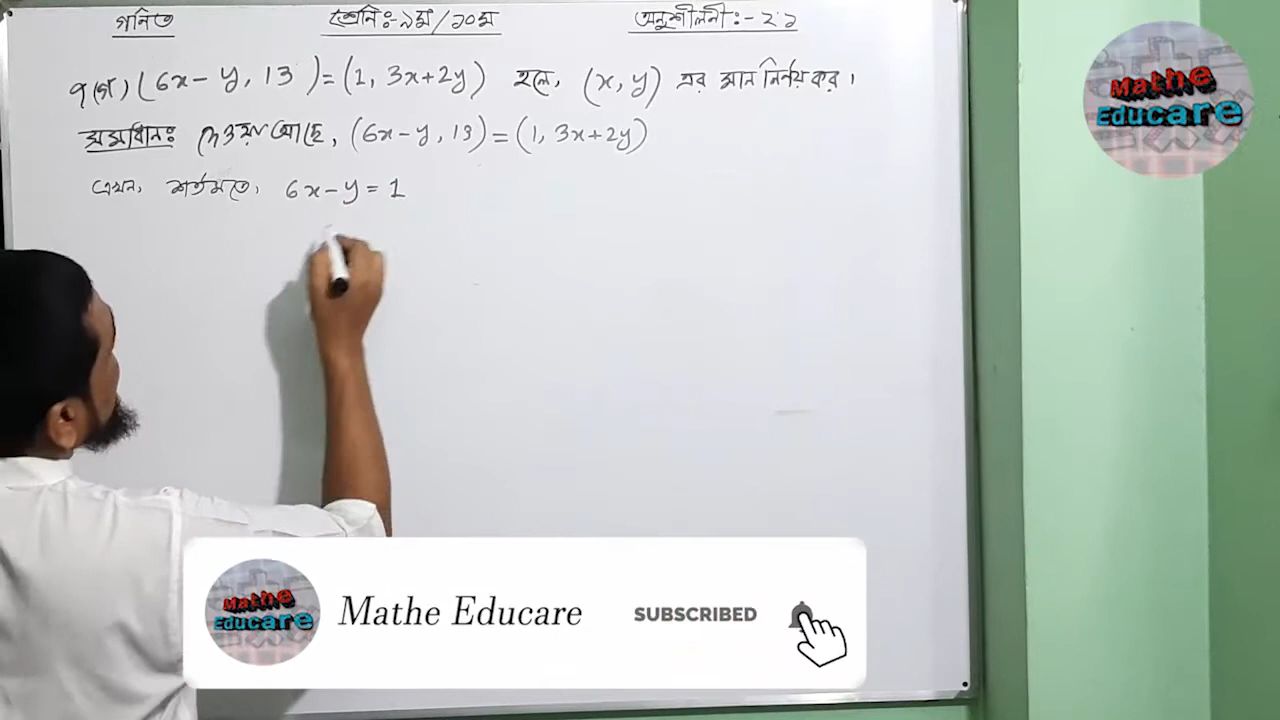 গনিত শ্রেনিঃ ৯ম/১০ম অনুশীলনী:- ২.১
৭(গ) (6x-y, 13) = (1, 3x+2y) হলে, (x, y) এর মান নির্নয় কর।
সমাধানঃ দেওয়া আছে, (6x-y, 13) = (1, 3x+2y)
এখন, শর্তমতে, 6x-y = 1
Mathe
Educare
Mathe
Educare
Mathe Educare
SUBSCRIBED